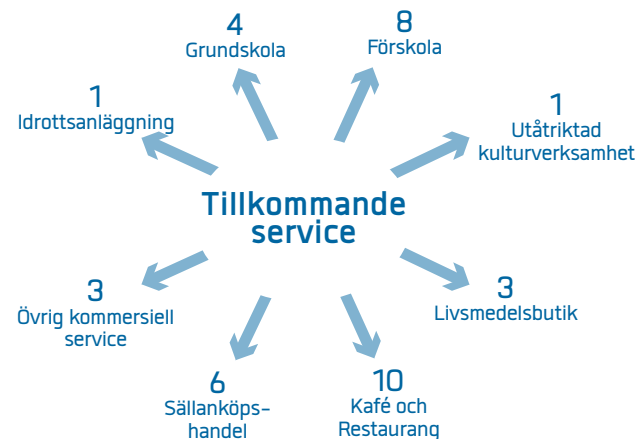 4
Grundskola
8
Förskola
1
Idrottsanläggning
1
Utåtriktad
kulturverksamhet
Tillkommande
service
3
Övrig kommersiell
service
3
Livsmedelsbutik
6
Sällanköps-
handel
10
Kafé och
Restaurang